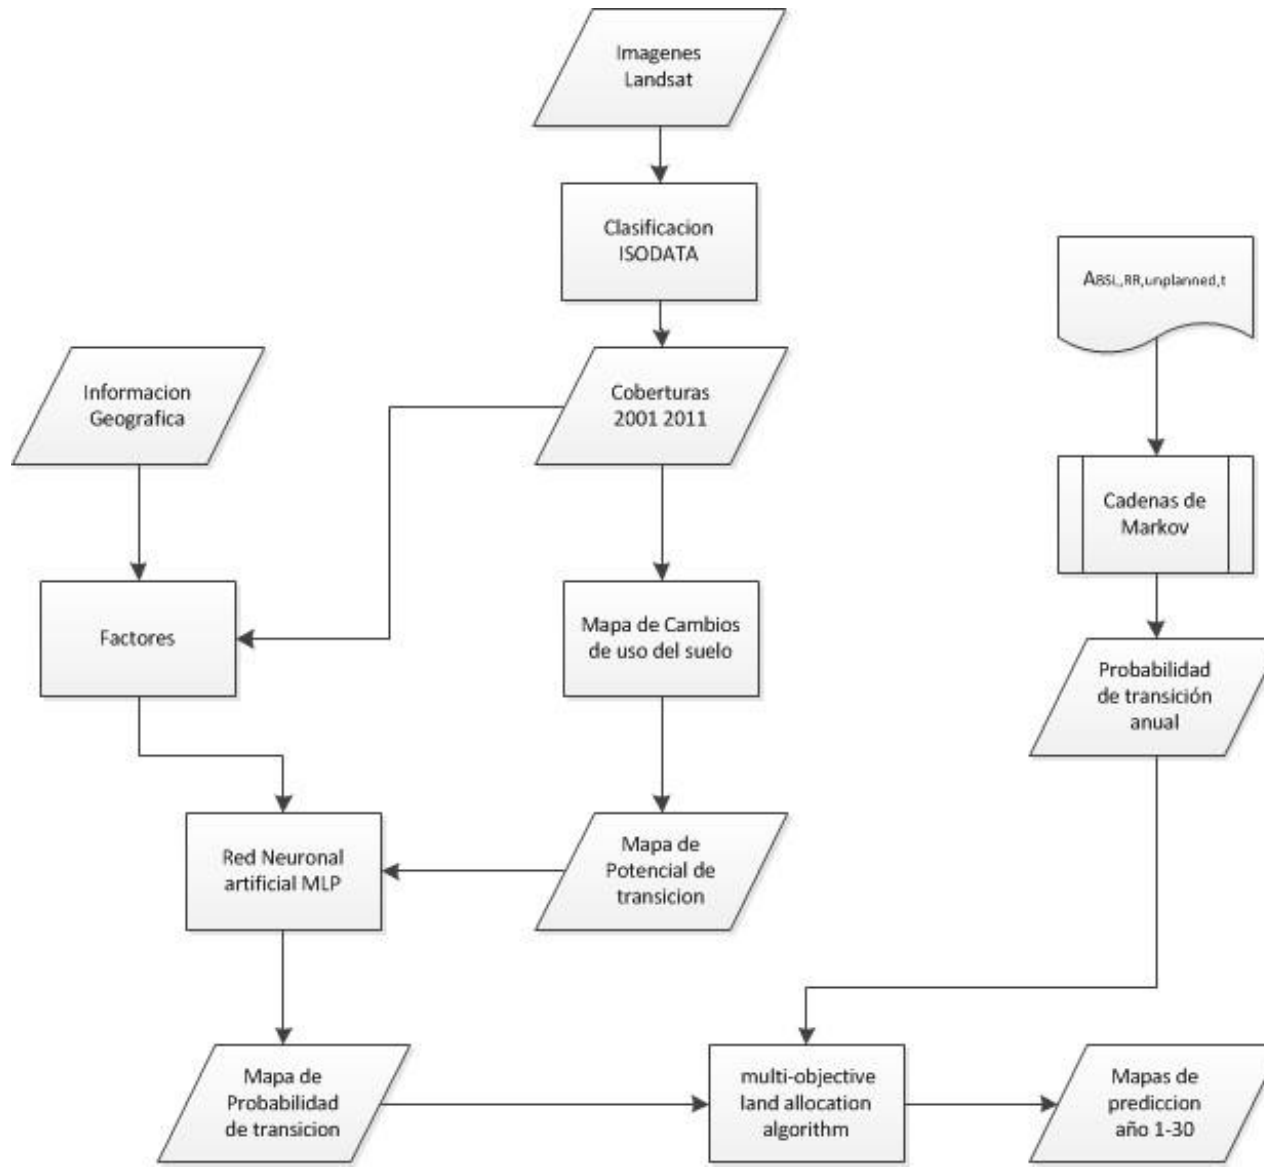 Imagenes
Landsat
Clasificacion
ISODATA
ABSL,,RR,unplanned,t
Informacion
Geografica
Coberturas
2001 2011
Cadenas de
Markov
Factores
Mapa de Cambios
de uso del suelo
Probabilidad
de transición
anual
Red Neuronal
artificial MLP
Mapa de
Potencial de
transicion
Mapa de
Probabilidad
de transicion
multi-objective
land allocation
algorithm
Mapas de
prediccion
año 1-30